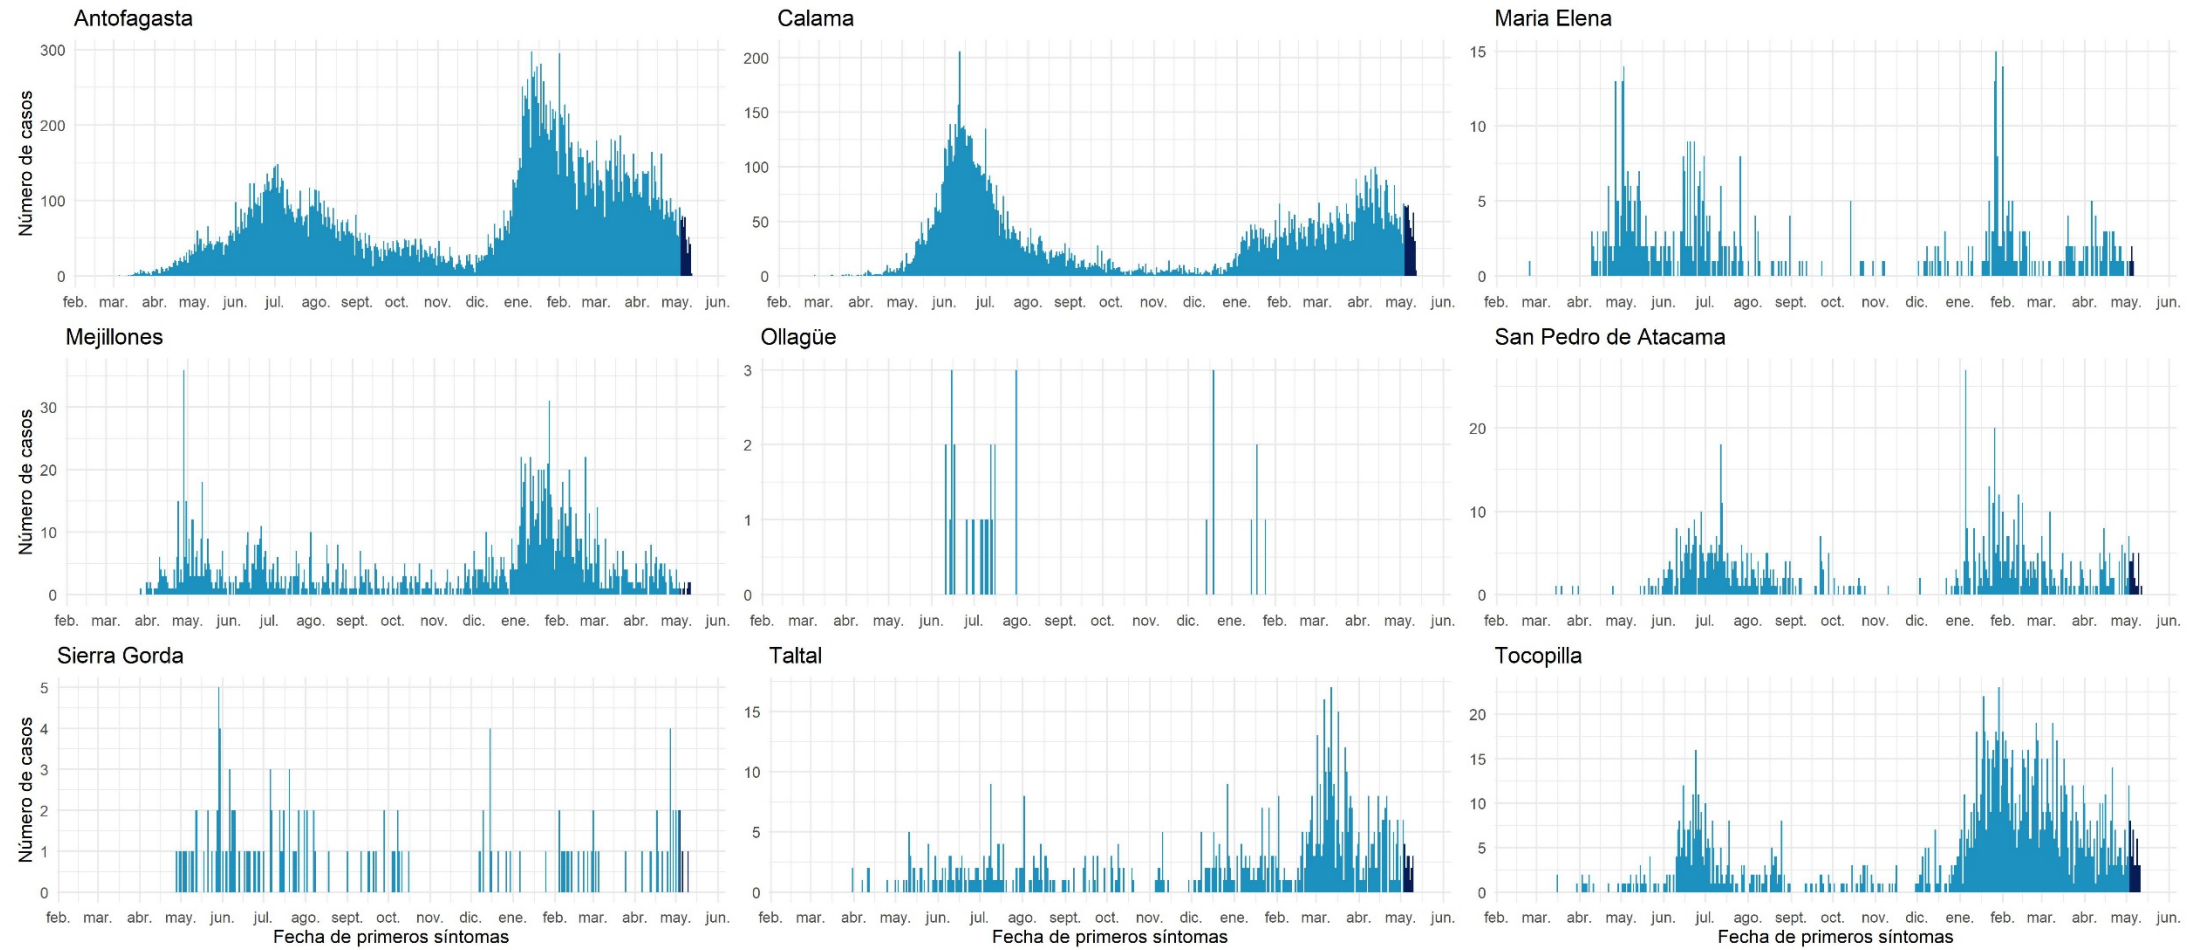 Antofagasta
Número de casos
300
200
100
0
feb. mar. abr. may. jun. jul. ago. sept. oct. nov. dic. ene. feb. mar. abr. may. jun.
Calama
200
150
100
50
0
feb. mar. abr. may. jun. jul. ago. sept. oct. nov. dic. ene. feb. mar. abr. may. jun.
Maria Elena
15
10
5
0
feb. mar. abr. may. jun. jul. ago. sept. oct. nov. dic. ene. feb. mar. abr. may. jun.
Mejillones
Número de casos
30
20
10
0
feb. mar. abr. may. jun. jul. ago. sept. oct. nov. dic. ene. feb. mar. abr. may. jun.
Ollagüe
3
2
1
0
feb. mar. abr. may. jun. jul. ago. sept. oct. nov. dic. ene. feb. mar. abr. may. jun.
San Pedro de Atacama
20
10
0
feb. mar. abr. may. jun. jul. ago. sept. oct. nov. dic. ene. feb. mar. abr. may. jun.
Sierra Gorda
Número de casos
5
4
3
2
1
0
feb. mar. abr. may. jun. jul. ago. sept. oct. nov. dic. ene. feb. mar. abr. may. jun.
Fecha de primeros síntomas
Taltal
15
10
5
0
feb. mar. abr. may. jun. jul. ago. sept. oct. nov. dic. ene. feb. mar. abr. may. jun.
Fecha de primeros síntomas
Tocopilla
20
15
10
5
0
feb. mar. abr. may. jun. jul. ago. sept. oct. nov. dic. ene. feb. mar. abr. may. jun.
Fecha de primeros síntomas